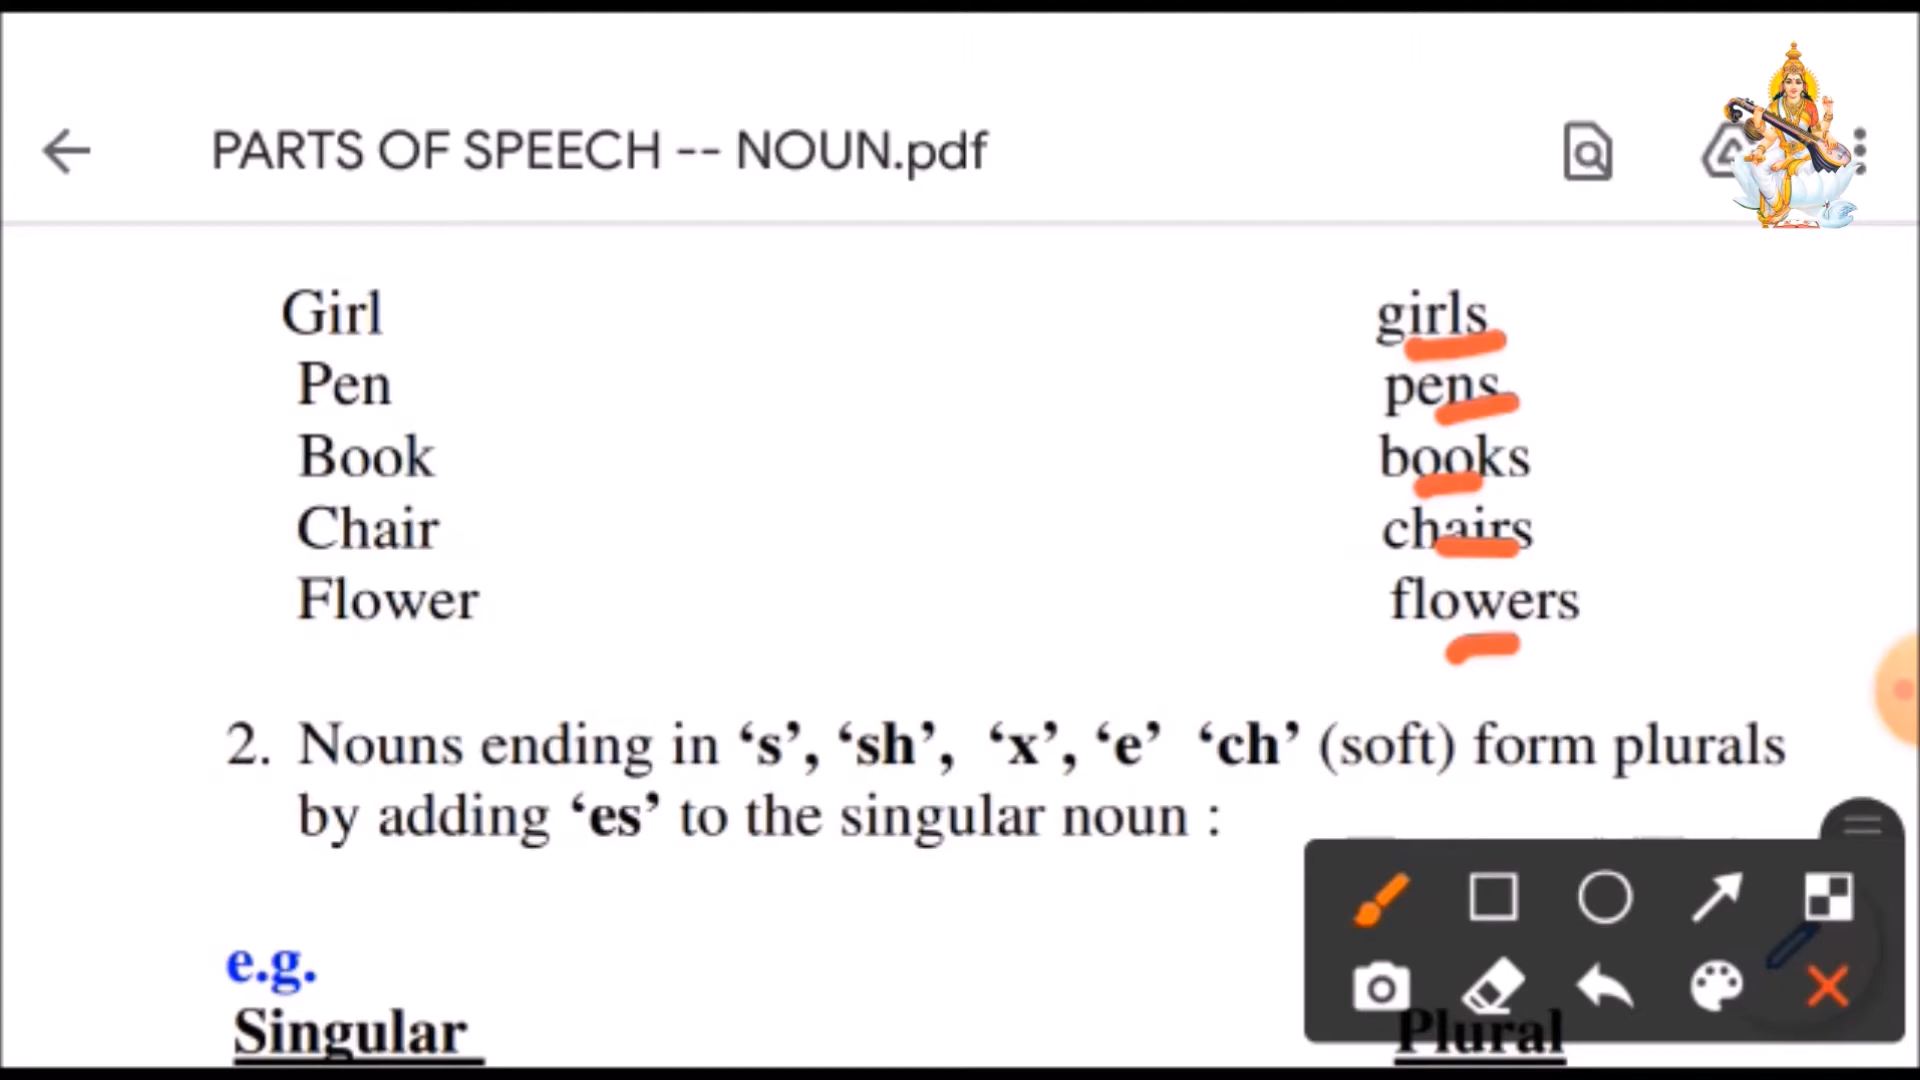 PARTS OF SPEECH -- NOUN.pdf
Girl girls
Pen pens
Book books
Chair chairs
Flower flowers
2. Nouns ending in ‘s’, ‘sh’, ‘x’, ‘e’ ‘ch’ (soft) form plurals
by adding ‘es’ to the singular noun :
e.g.
Singular Plural